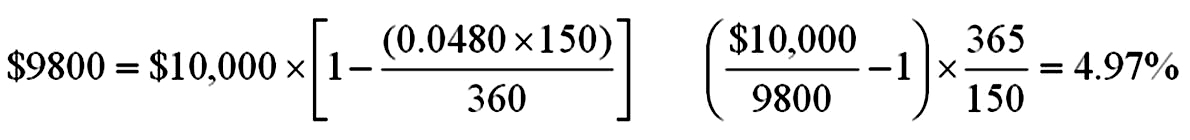 $9800 = $10,000 × [1 − (0.0480 × 150) / 360] ($10,000 / 9800 − 1) × 365 / 150 = 4.97%